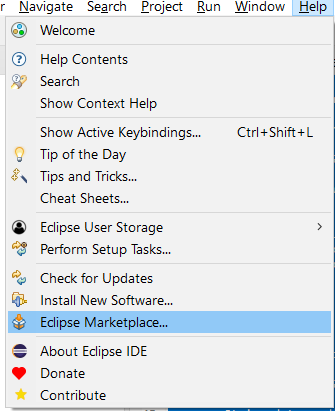 r Navigate Search Project Run Window Help
Welcome
Help Contents
Search
Show Context Help
Show Active Keybindings... Ctrl+Shift+L
Tip of the Day
Tips and Tricks...
Cheat Sheets...
Eclipse User Storage
Perform Setup Tasks...
Check for Updates
Install New Software...
Eclipse Marketplace...
About Eclipse IDE
Donate
Contribute